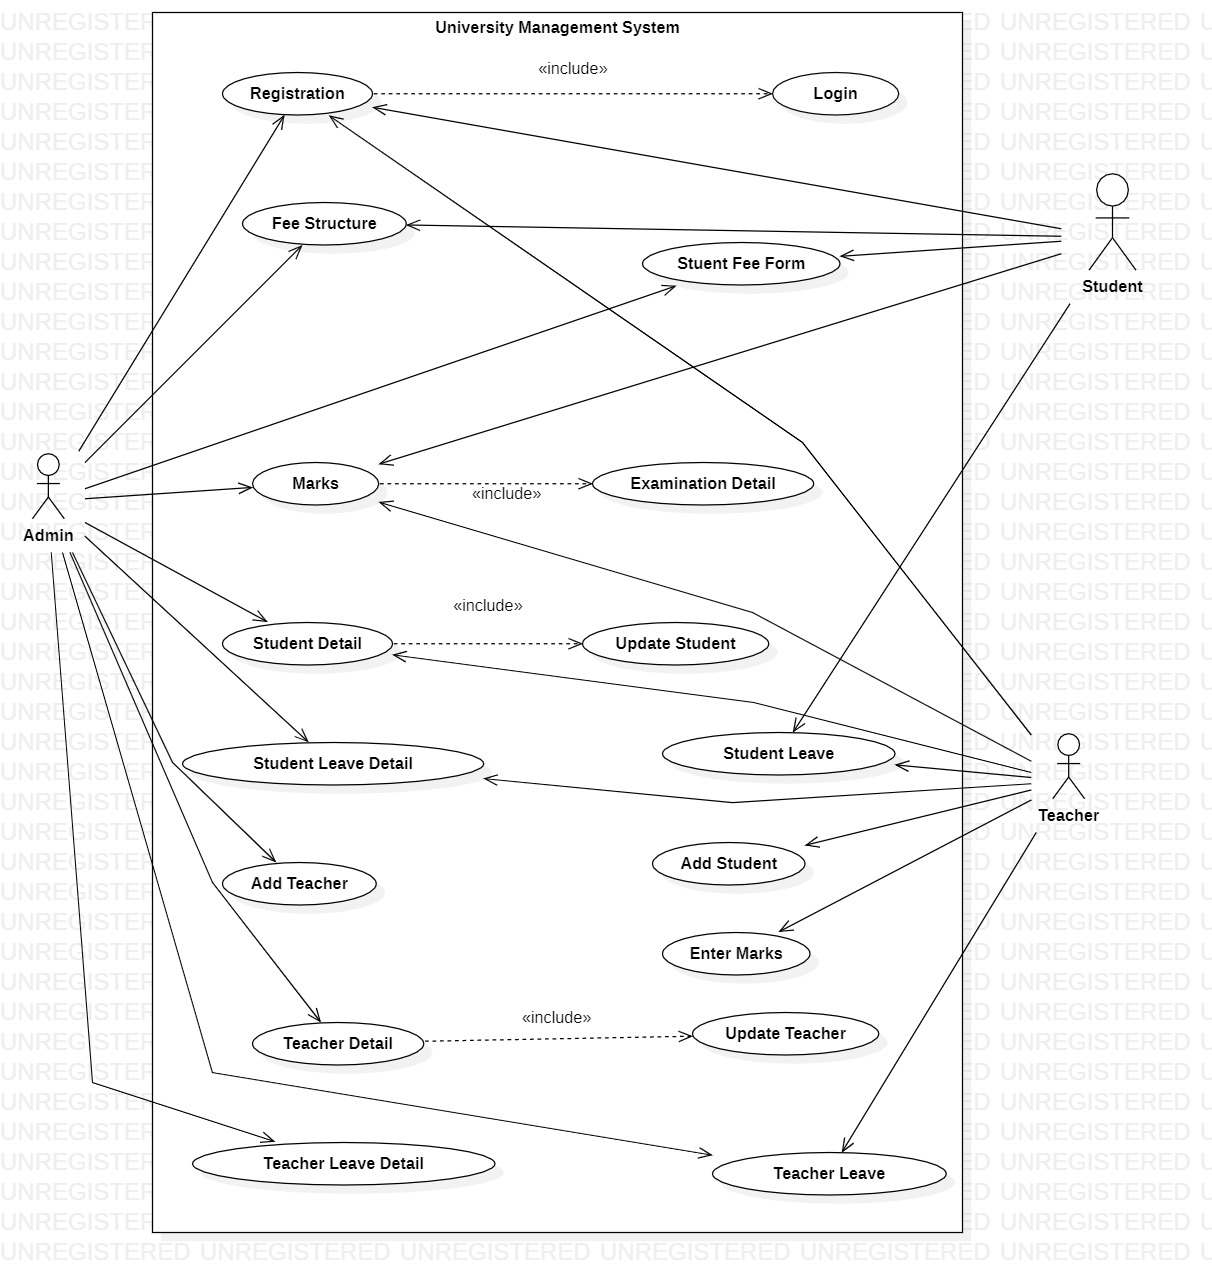 University Management System
«include»
Registration
Login
Fee Structure
Stuent Fee Form
Student
Marks
«include»
Examination Detail
Admin
«include»
Student Detail
Update Student
Student Leave Detail
Student Leave
Teacher
Add Student
Add Teacher
Enter Marks
«include»
Teacher Detail
Update Teacher
Teacher Leave Detail
Teacher Leave
UNREGISTERED UNREGISTERED UNREGISTERED UNREGISTERED UNREGISTERED UNREGISTERED